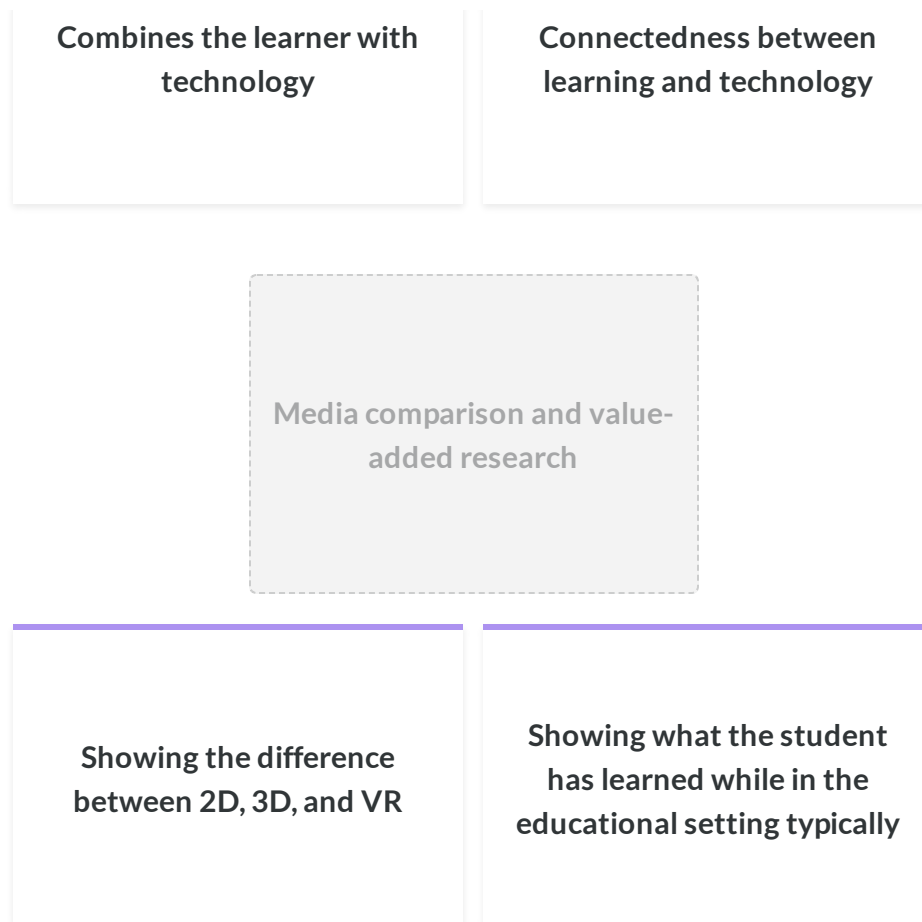 Combines the learner with
technology
Connectedness between
learning and technology
Media comparison and value-
added research
Showing the difference
between 2D, 3D, and VR
Showing what the student
has learned while in the
educational setting typically